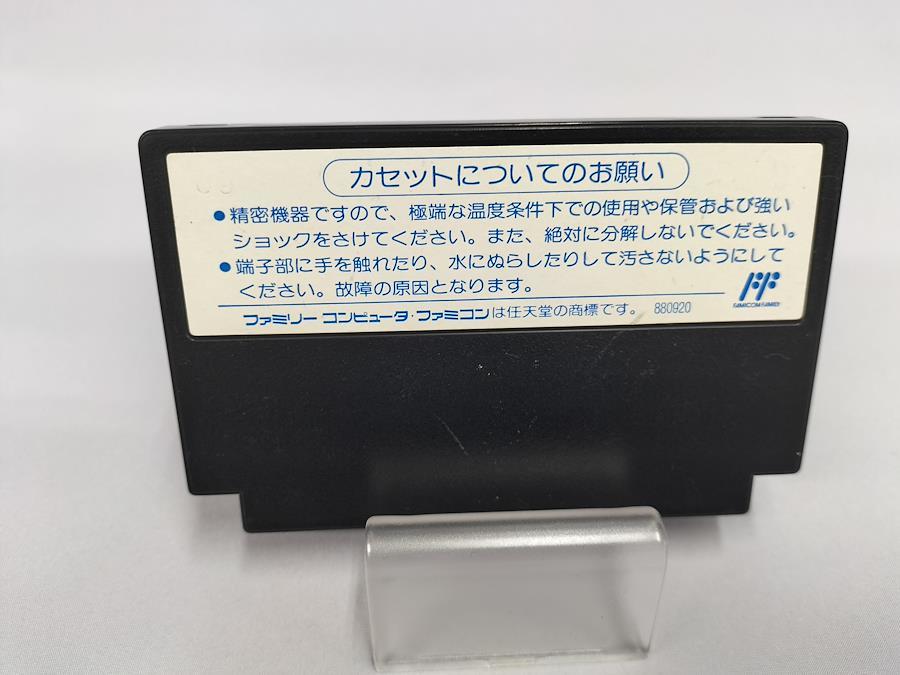 カセットについてのお願い
●精密機器ですので、極端な温度条件下での使用や保管および強い
ショックをさけてください。また、絶対に分解しないでください。
●端子部に手を触れたり、水にぬらしたりして汚さないようにして
ください。故障の原因となります。
FAMICOM FAMILY
ファミリーコンピュータ・ファミコンは任天堂の商標です。 880920